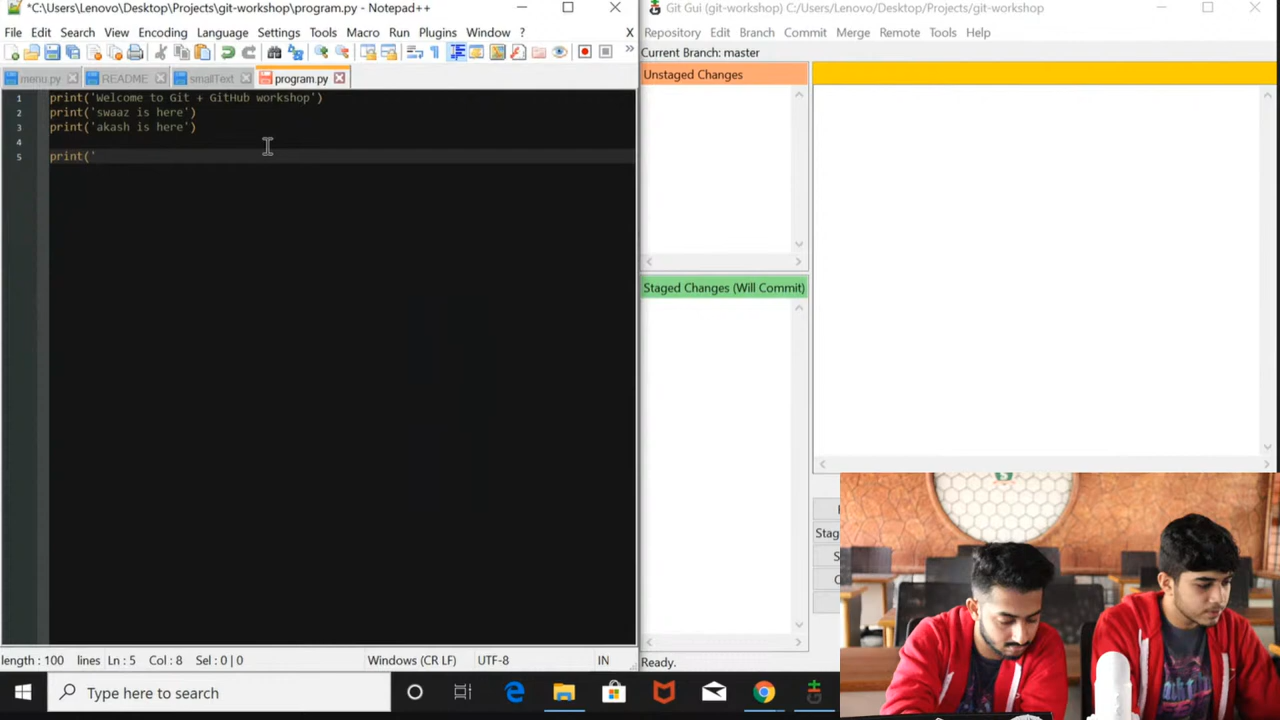 *C:\Users\Lenovo\Desktop\Projects\git-workshop\program.py - Notepad++
File Edit Search View Encoding Language Settings Tools Macro Run Plugins Window ? X
menu.py README smallText program.py
1 print('Welcome to Git + GitHub workshop')
2 print('swaaz is here')
3 print('akash is here')
4
5 print('
length : 100 lines Ln : 5 Col : 8 Sel : 0 | 0 Windows (CR LF) UTF-8 IN
Git Gui (git-workshop) C:/Users/Lenovo/Desktop/Projects/git-workshop
Repository Edit Branch Commit Merge Remote Tools Help
Current Branch: master
Unstaged Changes
Staged Changes (Will Commit)
Stag
S
Ready.
Type here to search